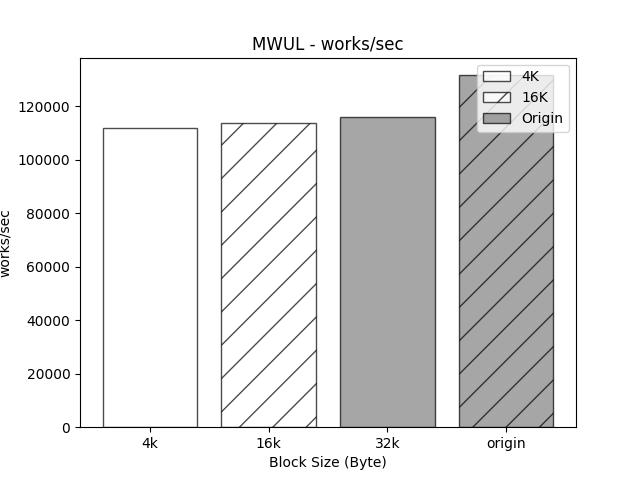 MWUL - works/sec
4K
16K
Origin
120000
100000
80000
60000
40000
20000
0
works/sec
4k 16k 32k origin
Block Size (Byte)